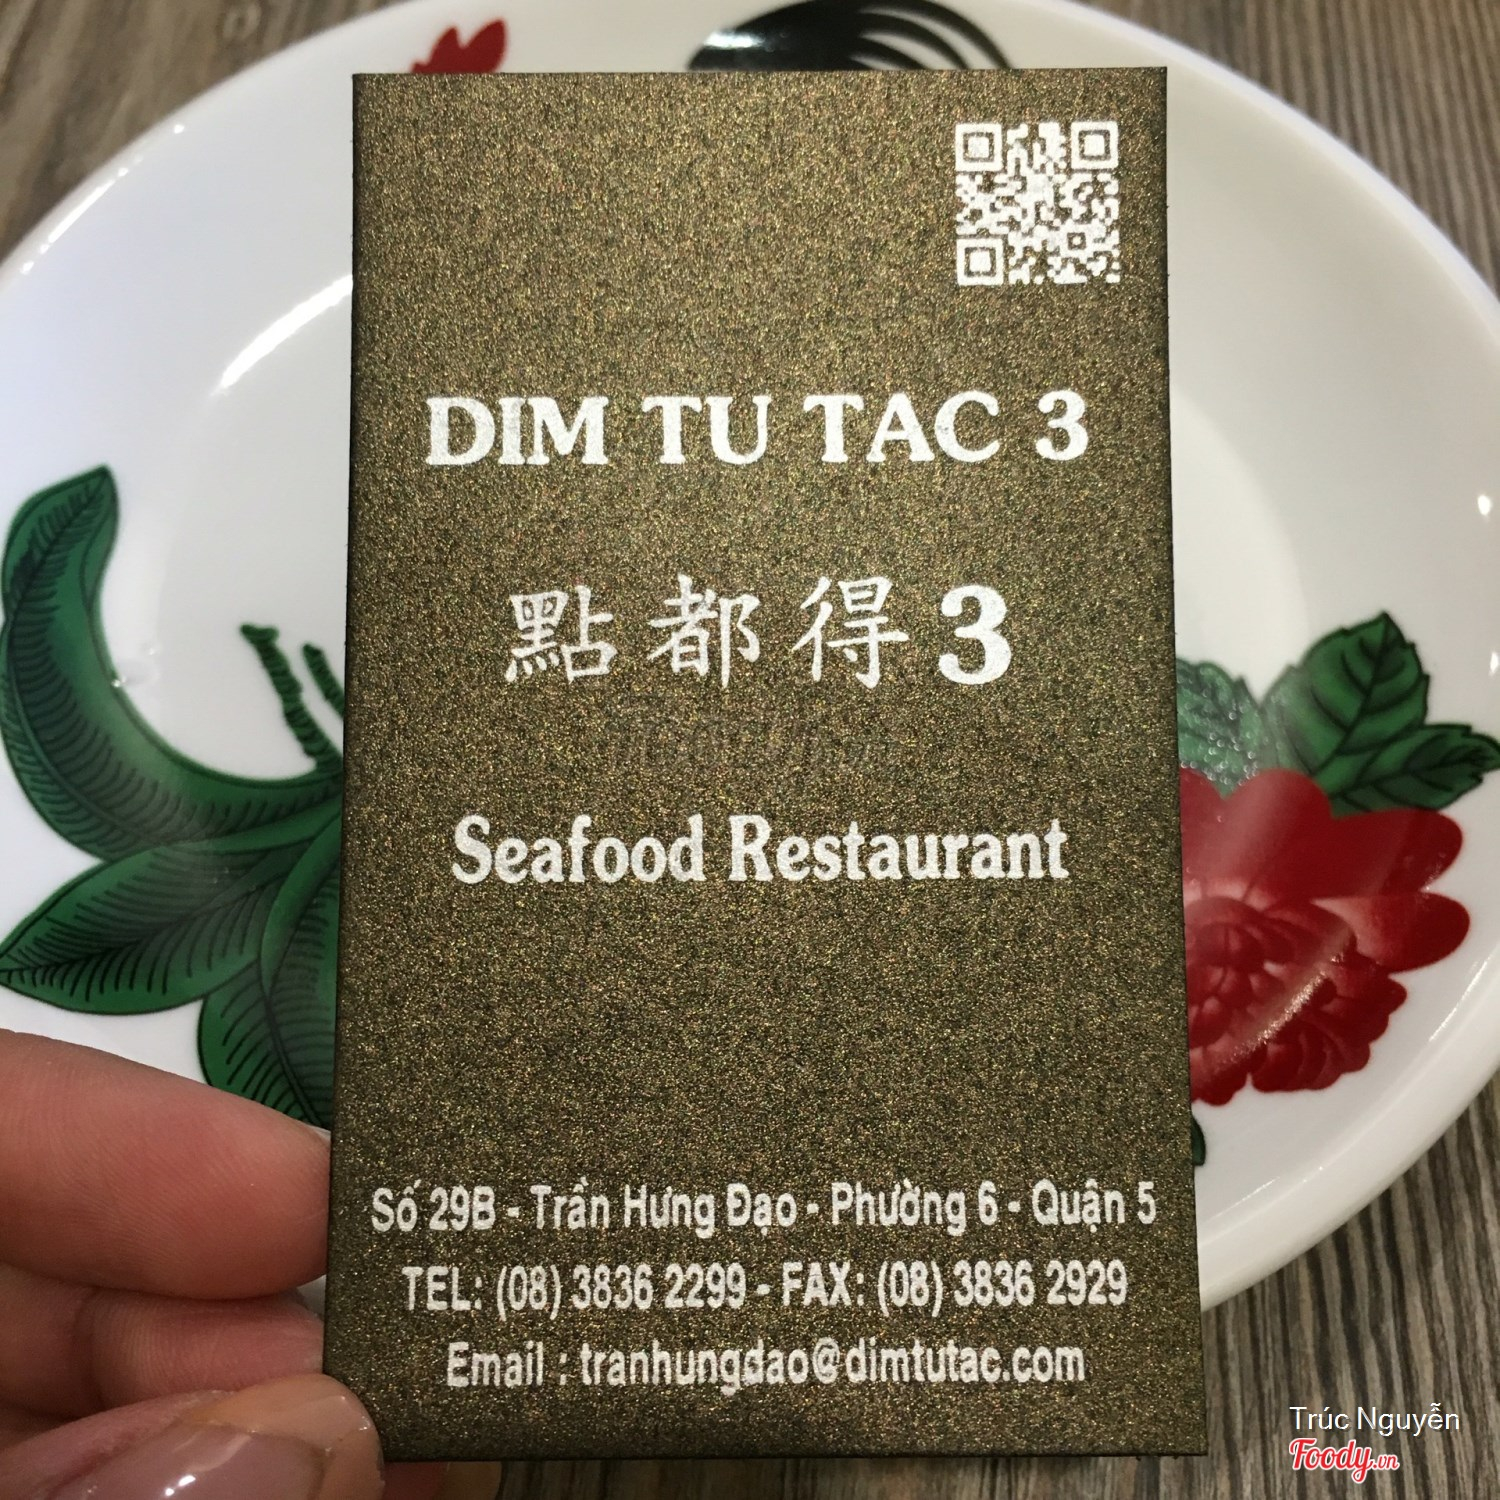 DIM TU TAC 3
點都得3
Seafood Restaurant
Số 29B - Trần Hưng Đạo - Phường 6 - Quận 5
TEL: (08) 3836 2299 - FAX: (08) 3836 2929
Email : tranhungdao@dimtutac.com
Trúc Nguyễn
Foody.vn